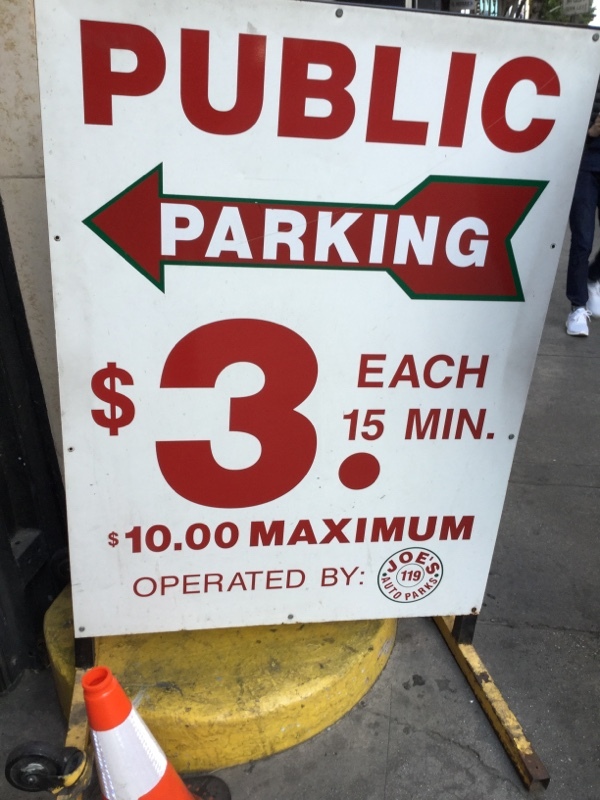 PUBLIC
PARKING
$3. EACH
15 MIN.
$10.00 MAXIMUM
OPERATED BY: JOE'S
119
AUTO PARKS